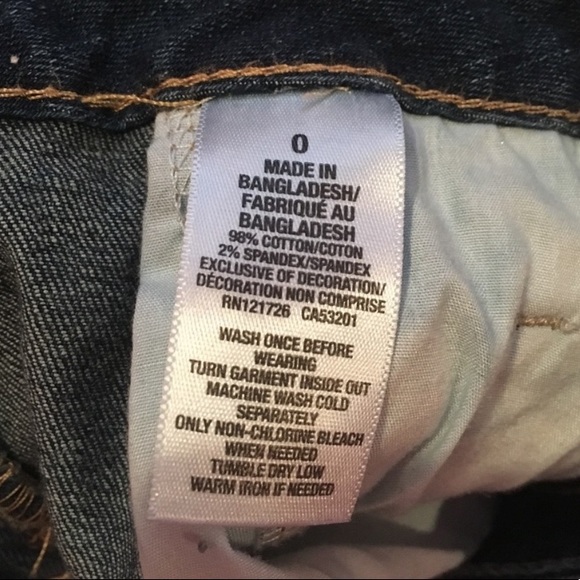 0
MADE IN
BANGLADESH/
FABRIQUÉ AU
BANGLADESH
98% COTTON/COTON
2% SPANDEX/SPANDEX
EXCLUSIVE OF DECORATION/
DÉCORATION NON COMPRISE
RN121726 CA53201
WASH ONCE BEFORE
WEARING
TURN GARMENT INSIDE OUT
MACHINE WASH COLD
SEPARATELY
ONLY NON-CHLORINE BLEACH
WHEN NEEDED
TUMBLE DRY LOW
WARM IRON IF NEEDED